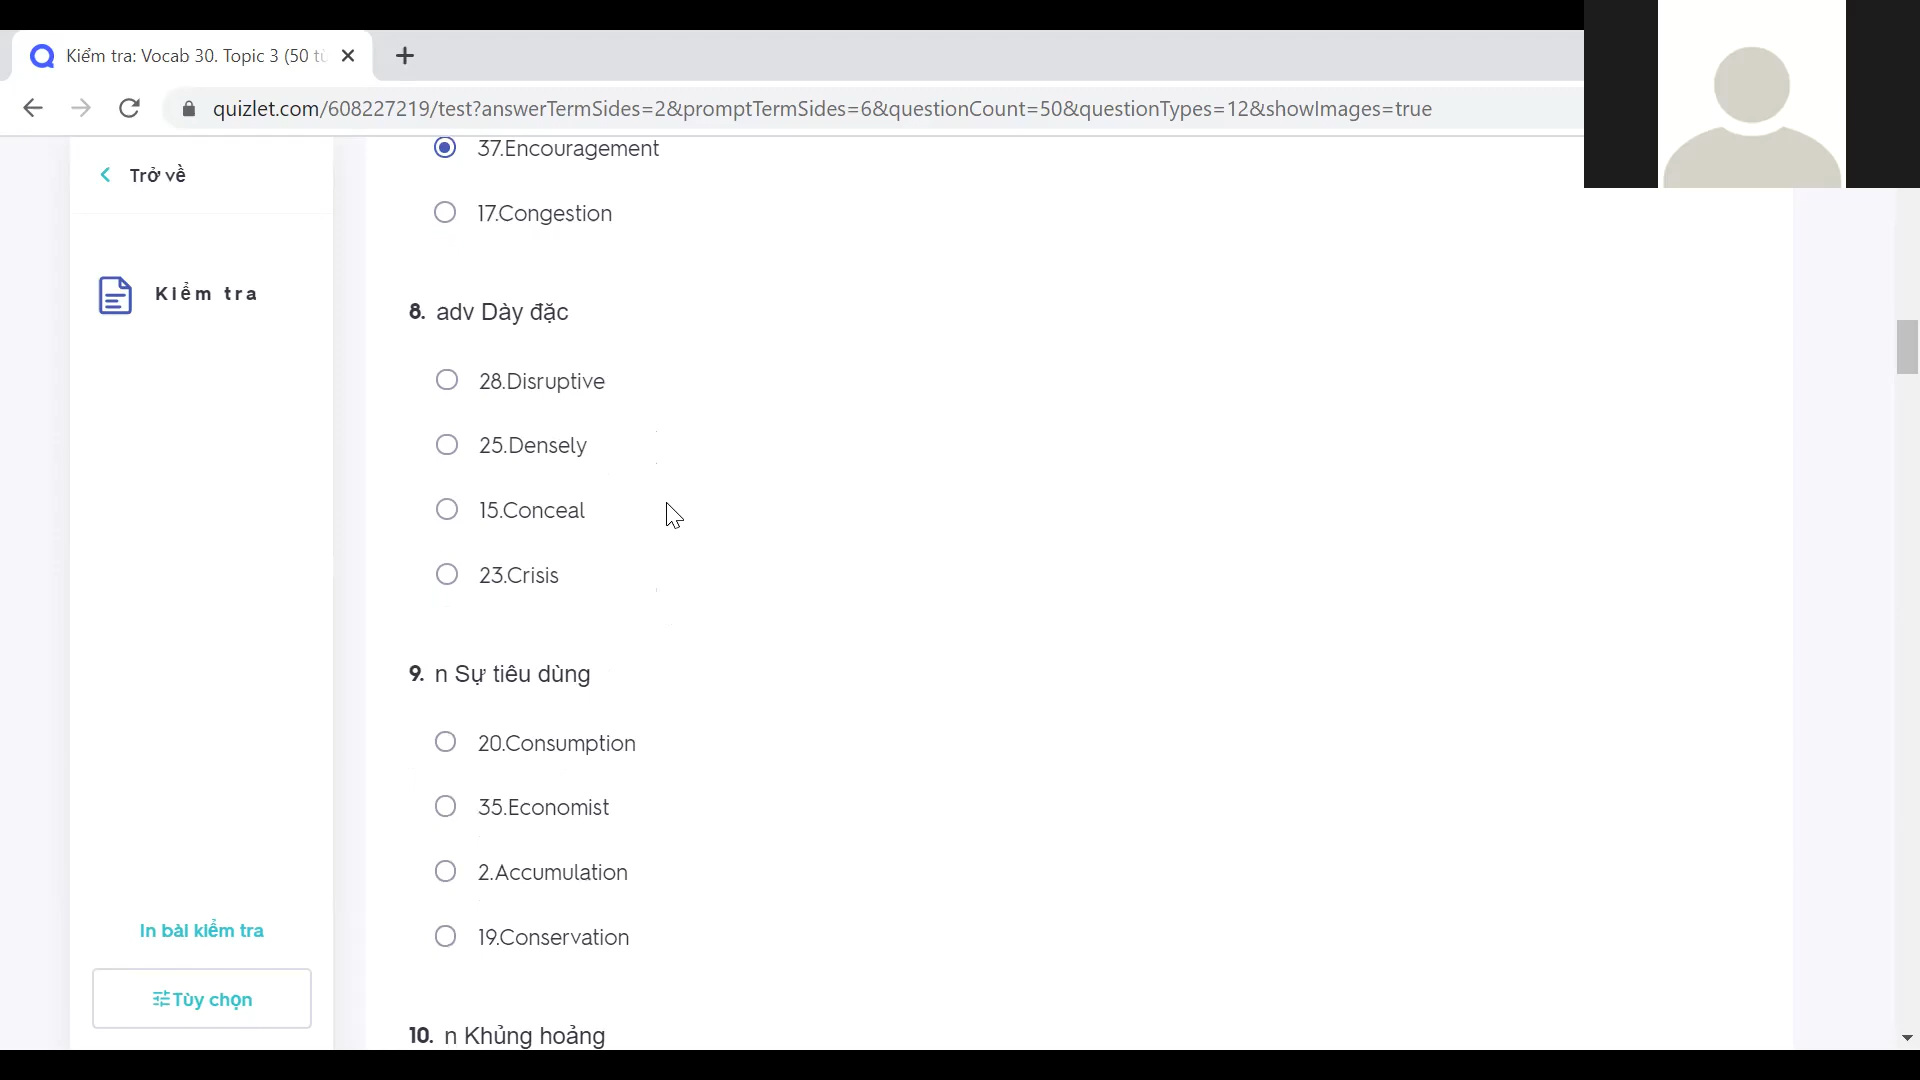 Kiểm tra: Vocab 30. Topic 3 (50 từ
quizlet.com/608227219/test?answerTermSides=2&promptTermSides=6&questionCount=50&questionTypes=12&showImages=true
Trở về
Kiểm tra
In bài kiểm tra
Tùy chọn
37.Encouragement
17.Congestion
8. adv Dày đặc
28.Disruptive
25.Densely
15.Conceal
23.Crisis
9. n Sự tiêu dùng
20.Consumption
35.Economist
2.Accumulation
19.Conservation
10. n Khủng hoảng